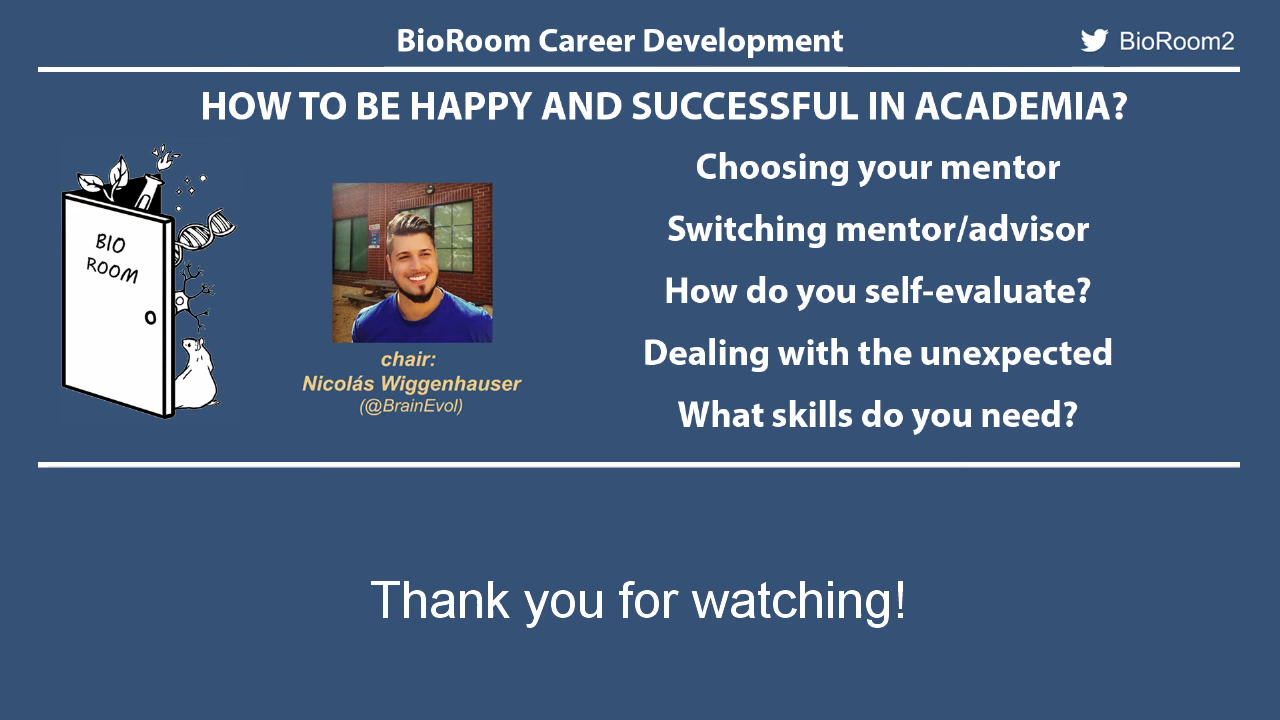 BioRoom Career Development
BioRoom2
HOW TO BE HAPPY AND SUCCESSFUL IN ACADEMIA?
BIO
ROOM
chair:
Nicolás Wiggenhauser
(@BrainEvol)
Choosing your mentor
Switching mentor/advisor
How do you self-evaluate?
Dealing with the unexpected
What skills do you need?
Thank you for watching!